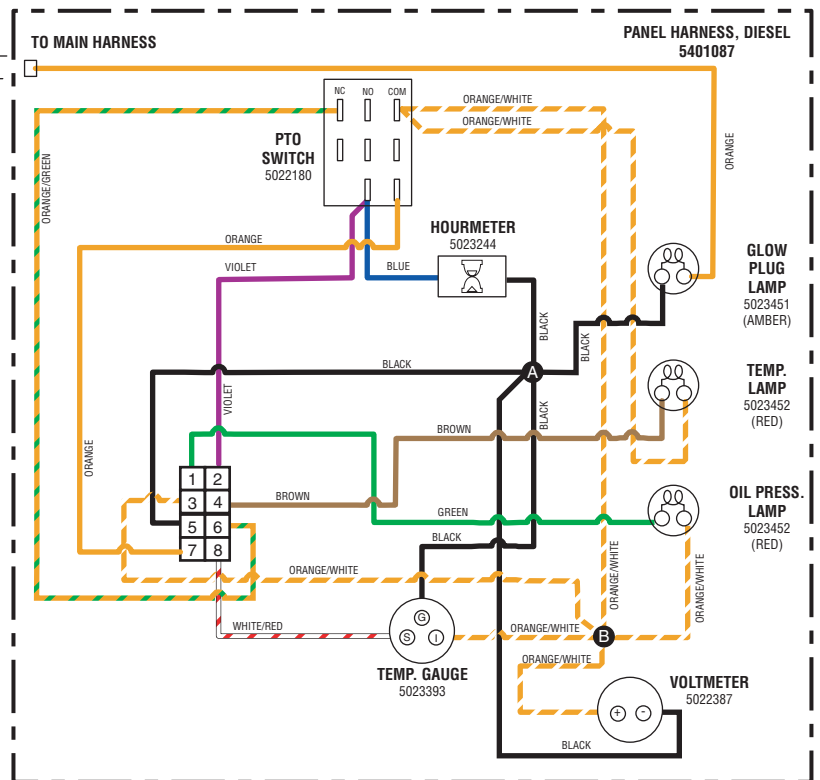 TO MAIN HARNESS
PANEL HARNESS, DIESEL
5401087
NC
NO
COM
PTO
SWITCH
5022180
ORANGE/WHITE
ORANGE/WHITE
ORANGE
ORANGE/GREEN
ORANGE
HOURMETER
5023244
VIOLET
BLUE
GLOW
PLUG
LAMP
5023451
(AMBER)
BLACK
BLACK
BLACK
A
VIOLET
BLACK
TEMP.
LAMP
5023452
(RED)
BROWN
ORANGE
1 2
3 4
5 6
7 8
BROWN
GREEN
OIL PRESS.
LAMP
5023452
(RED)
BLACK
ORANGE/WHITE
ORANGE/WHITE
ORANGE/WHITE
WHITE/RED
G
S
I
ORANGE/WHITE
B
TEMP. GAUGE
5023393
ORANGE/WHITE
VOLTMETER
5022387
+
-
BLACK